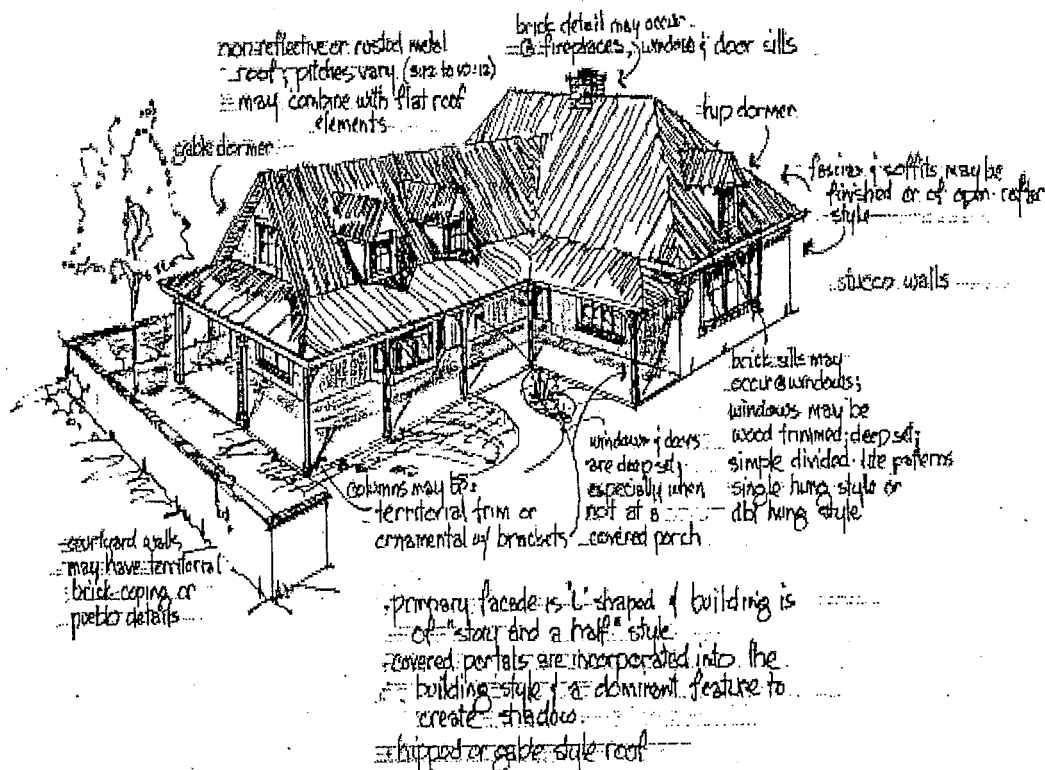 brick detail may occur
@ fireplaces, window & door sills
non-reflective or rusted metal
roof; pitches vary (5:12 to 10:12)
may combine with flat roof
elements
gable dormer
hip dormer
fascias & soffits may be
finished or of open rafter
style
stucco walls
brick sills may
occur @ windows;
windows may be
wood trimmed; deep set;
simple divided lite patterns
single hung style or
dbl hung style
windows & doors
are deep set;
especially when
not at a
covered porch
columns may be
territorial trim or
ornamental w/ brackets
courtyard walls
may have territorial
brick coping or
pueblo details
primary facade is "L" shaped & building is
of "story and a half" style
covered portals are incorporated into the
building style & a dominant feature to
create shadow.
hipped or gable style roof